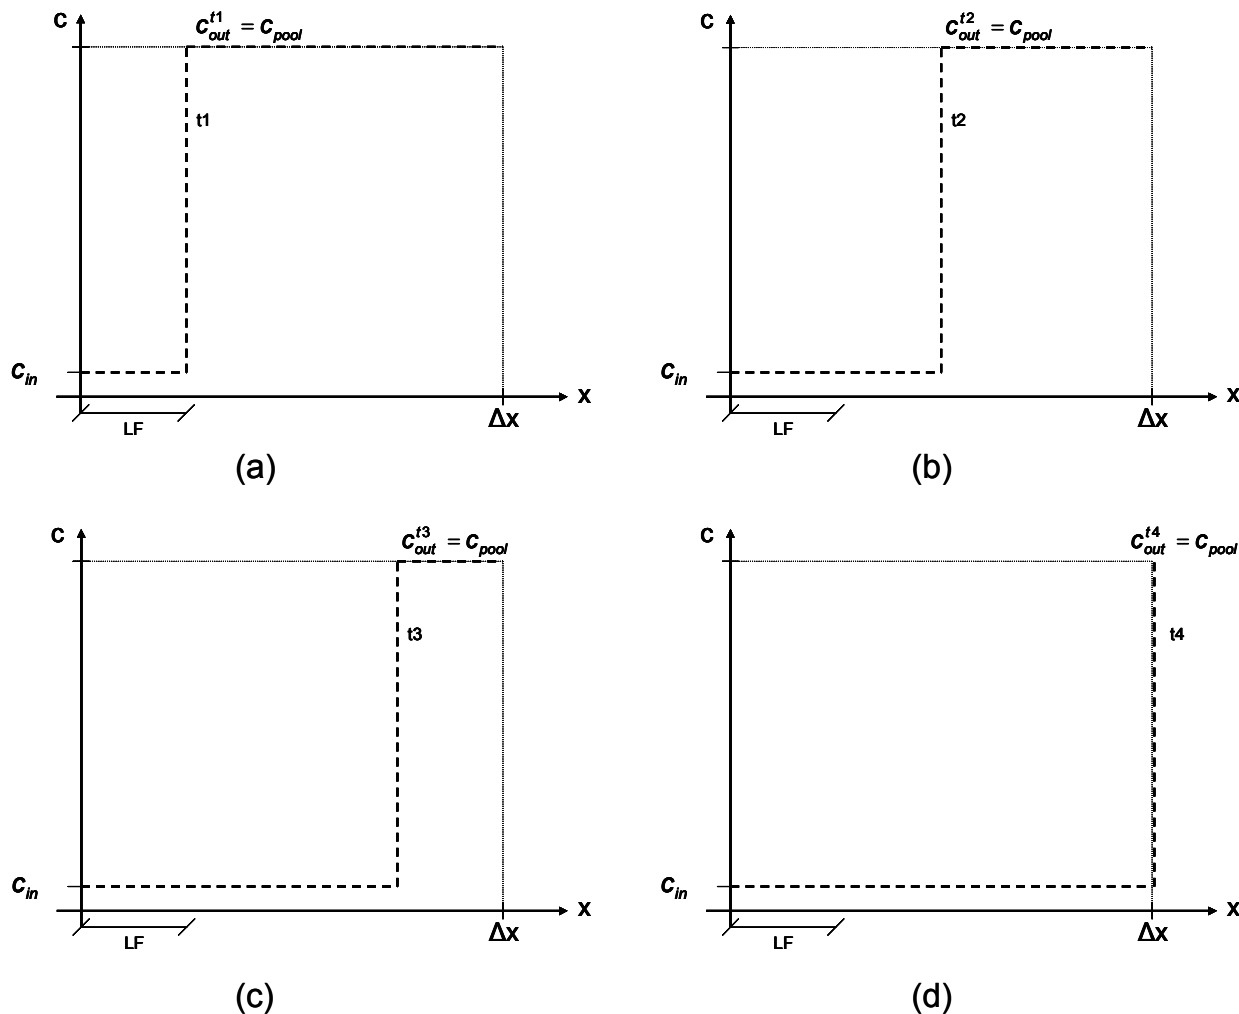 c
c_out^t1 = c_pool
t1
c_in
x
LF
Δx
(a)
c
c_out^t2 = c_pool
t2
c_in
x
LF
Δx
(b)
c
c_out^t3 = c_pool
t3
c_in
x
LF
Δx
(c)
c
c_out^t4 = c_pool
t4
c_in
x
LF
Δx
(d)